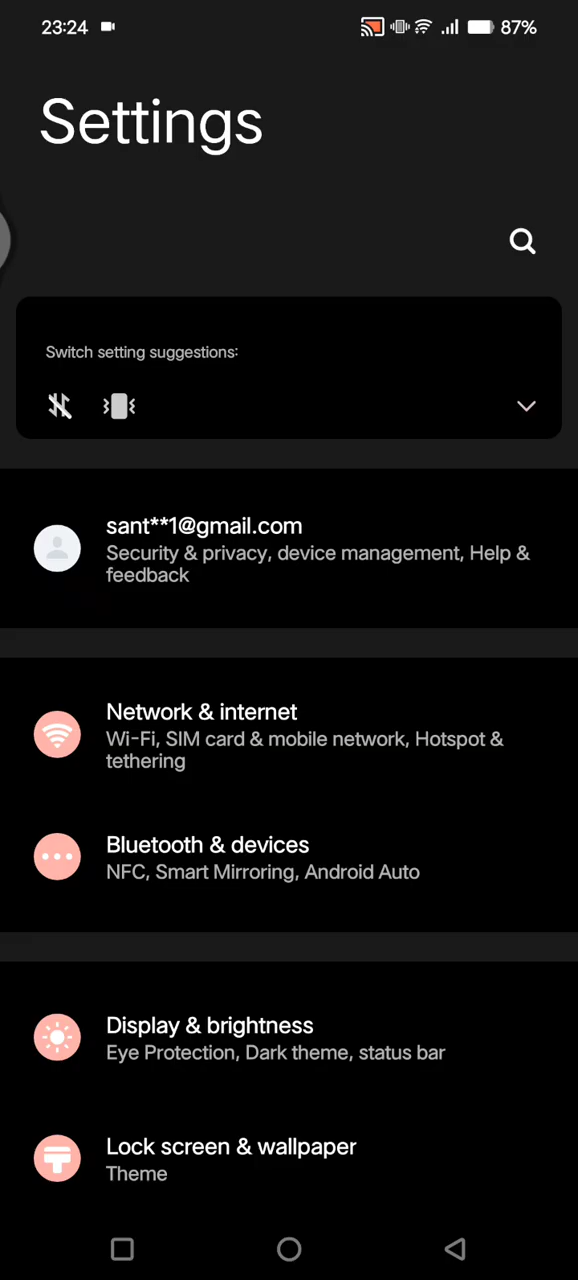 23:24
87%
Settings
Switch setting suggestions:
sant**1@gmail.com
Security & privacy, device management, Help &
feedback
Network & internet
Wi-Fi, SIM card & mobile network, Hotspot &
tethering
Bluetooth & devices
NFC, Smart Mirroring, Android Auto
Display & brightness
Eye Protection, Dark theme, status bar
Lock screen & wallpaper
Theme